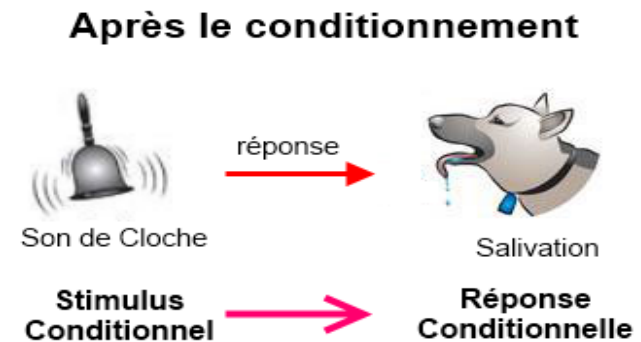 Après le conditionnement
réponse
Son de Cloche
Salivation
Stimulus
Conditionnel
Réponse
Conditionnelle